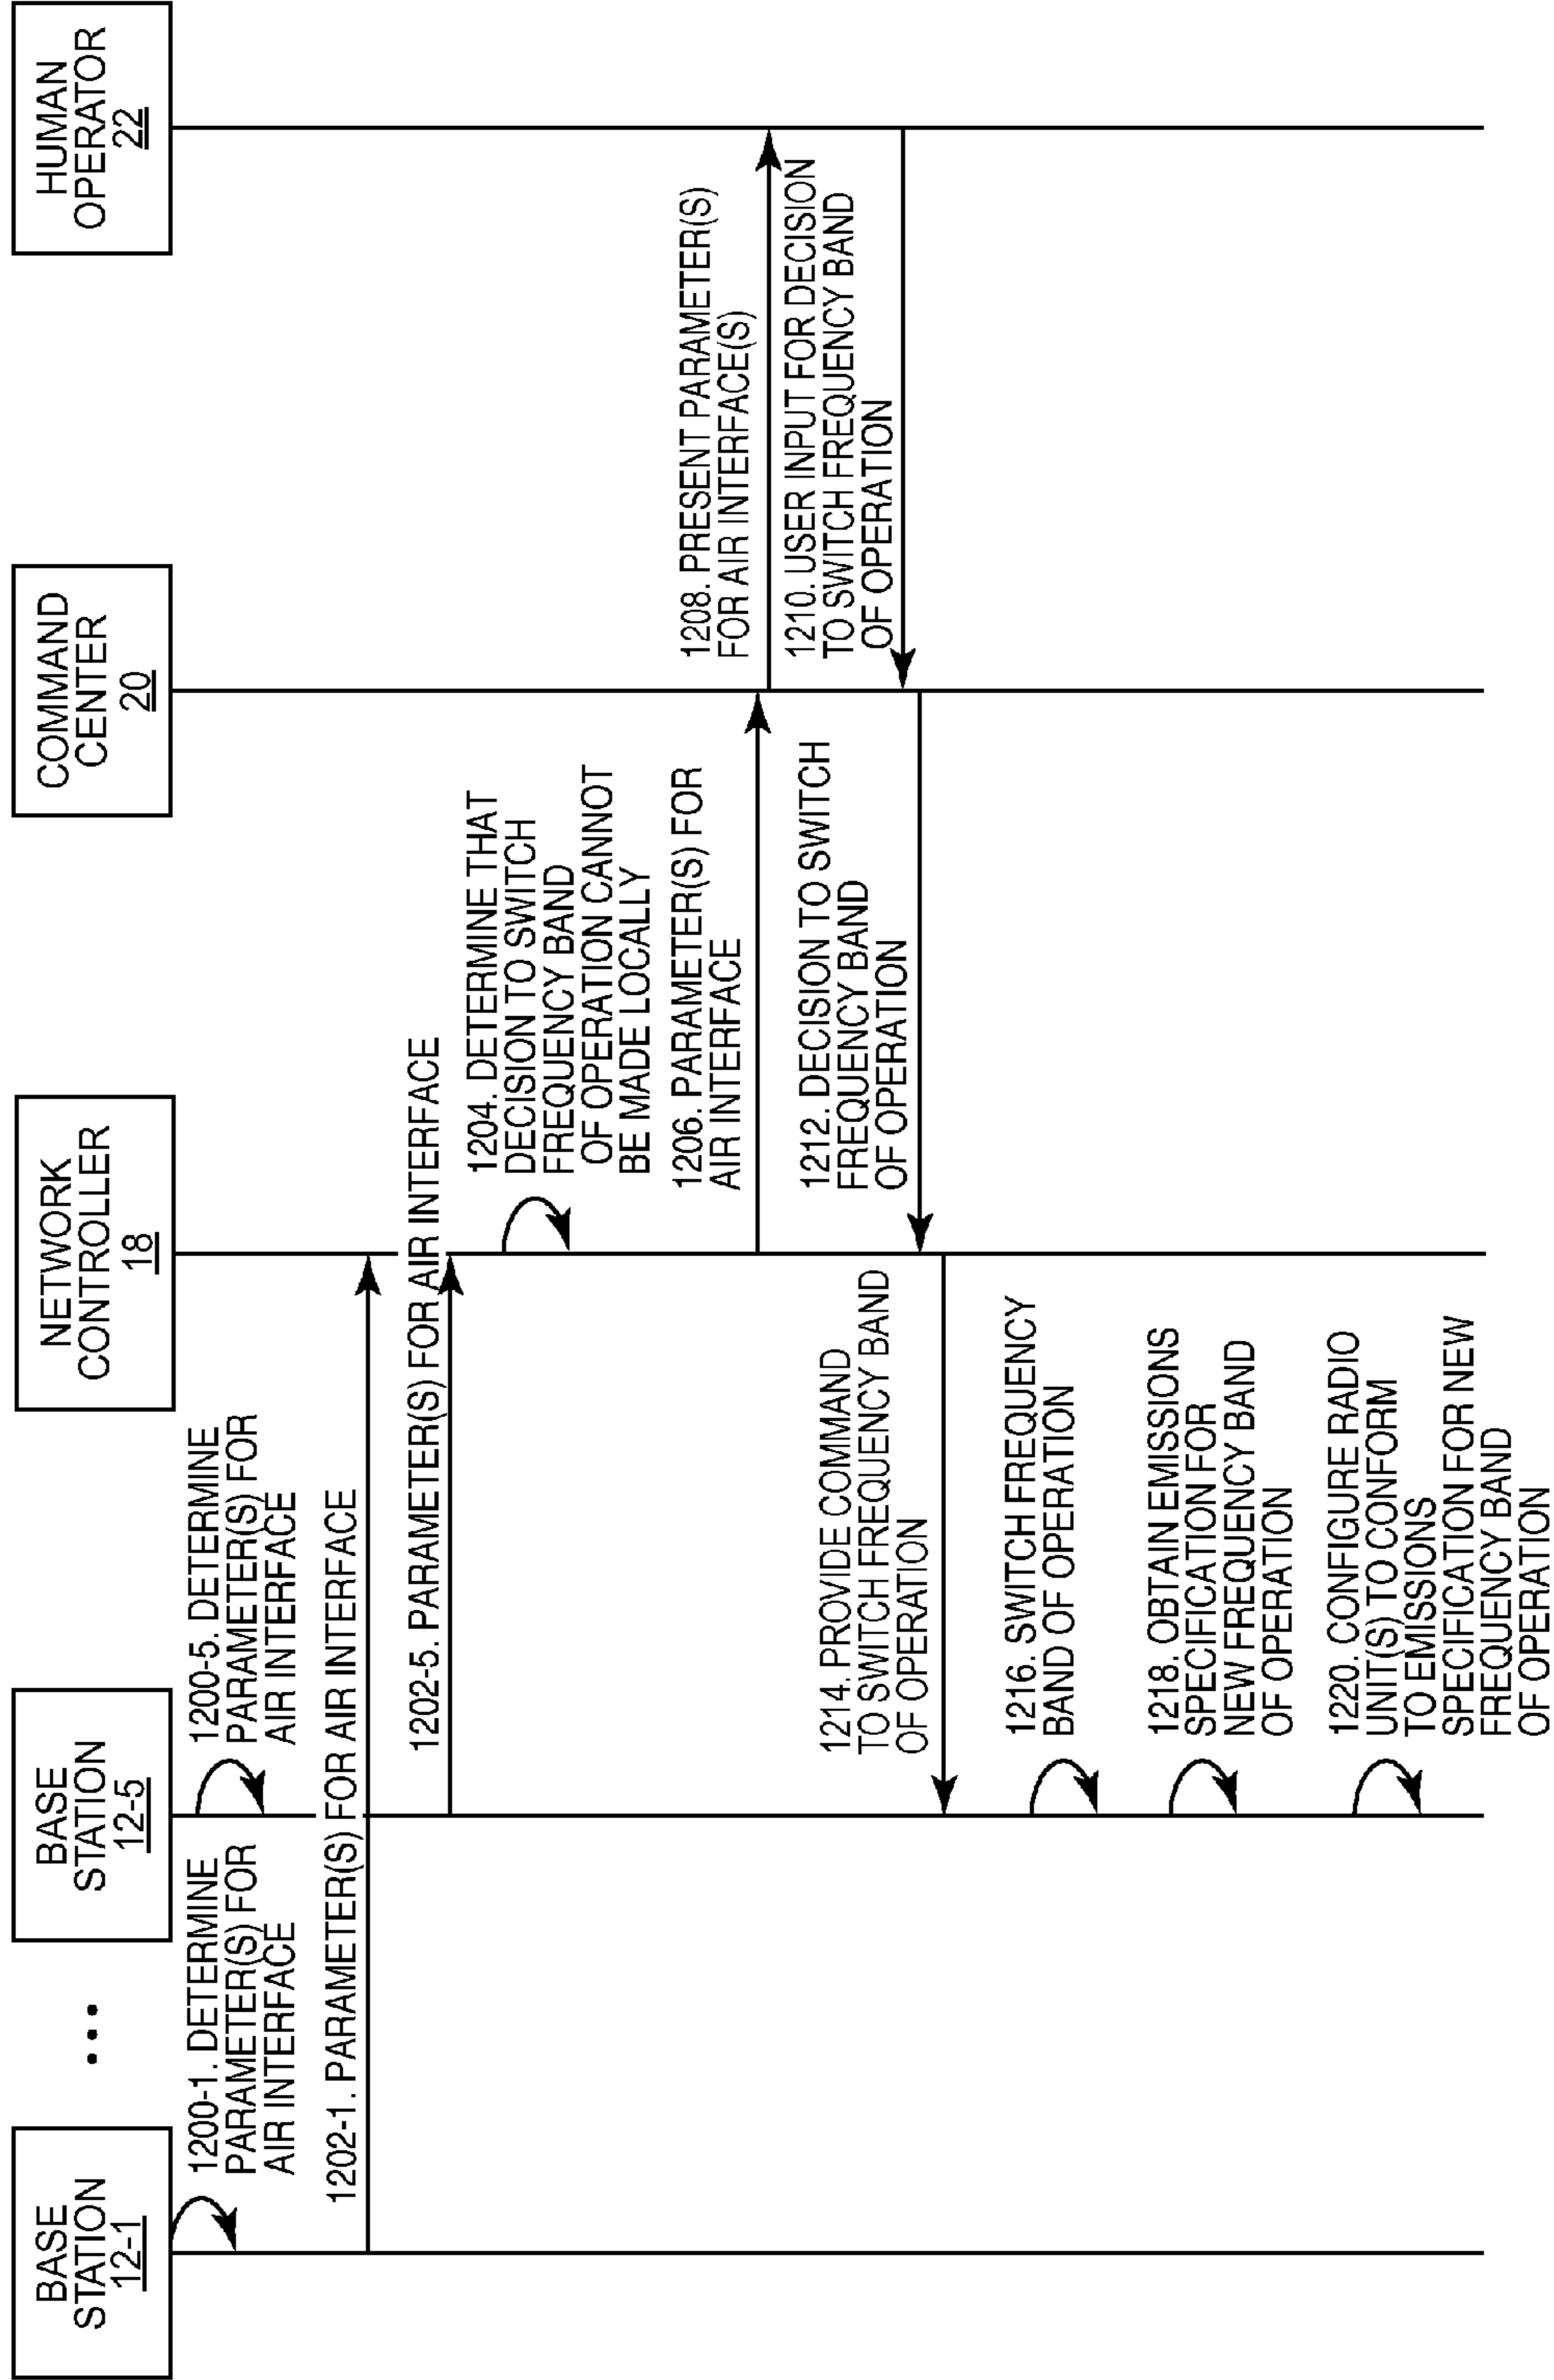 BASE
STATION
12-1
...
BASE
STATION
12-5
NETWORK
CONTROLLER
18
COMMAND
CENTER
20
HUMAN
OPERATOR
22
1200-1. DETERMINE
PARAMETER(S) FOR
AIR INTERFACE
1200-5. DETERMINE
PARAMETER(S) FOR
AIR INTERFACE
1202-1. PARAMETER(S) FOR AIR INTERFACE
1202-5. PARAMETER(S) FOR AIR INTERFACE
1204. DETERMINE THAT
DECISION TO SWITCH
FREQUENCY BAND
OF OPERATION CANNOT
BE MADE LOCALLY
1206. PARAMETER(S) FOR
AIR INTERFACE
1208. PRESENT PARAMETER(S)
FOR AIR INTERFACE(S)
1210. USER INPUT FOR DECISION
TO SWITCH FREQUENCY BAND
OF OPERATION
1212. DECISION TO SWITCH
FREQUENCY BAND
OF OPERATION
1214. PROVIDE COMMAND
TO SWITCH FREQUENCY BAND
OF OPERATION
1216. SWITCH FREQUENCY
BAND OF OPERATION
1218. OBTAIN EMISSIONS
SPECIFICATION FOR
NEW FREQUENCY BAND
OF OPERATION
1220. CONFIGURE RADIO
UNIT(S) TO CONFORM
TO EMISSIONS
SPECIFICATION FOR NEW
FREQUENCY BAND
OF OPERATION